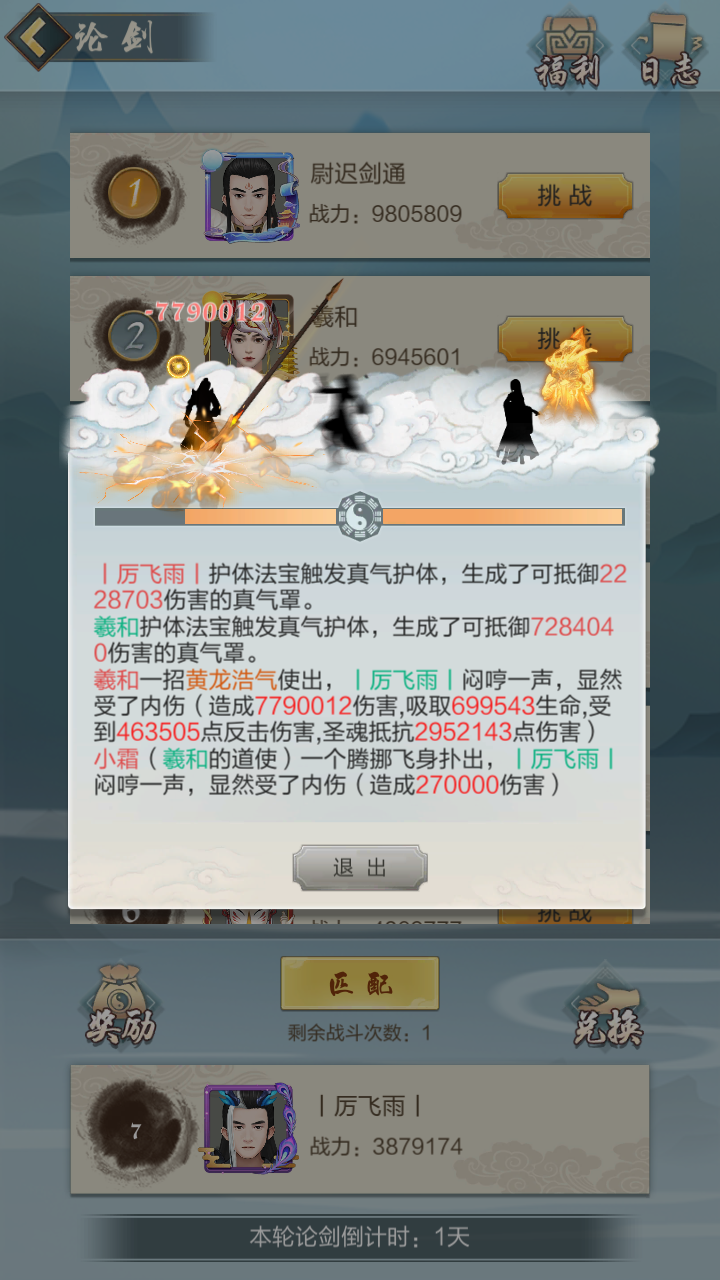 论剑
福利
日志
1
尉迟剑通
战力：9805809
挑战
-7790012
2
羲和
战力：6945601
丨厉飞雨丨护体法宝触发真气护体，生成了可抵御22
28703伤害的真气罩。
羲和护体法宝触发真气护体，生成了可抵御728404
0伤害的真气罩。
羲和一招黄龙浩气使出，丨厉飞雨丨闷哼一声，显然
受了内伤（造成7790012伤害,吸取699543生命,受
到463505点反击伤害,圣魂抵抗2952143点伤害）
小霜（羲和的道使）一个腾挪飞身扑出，丨厉飞雨丨
闷哼一声，显然受了内伤（造成270000伤害）
退出
挑战
奖励
匹配
剩余战斗次数：1
兑换
7
丨厉飞雨丨
战力：3879174
本轮论剑倒计时：1天